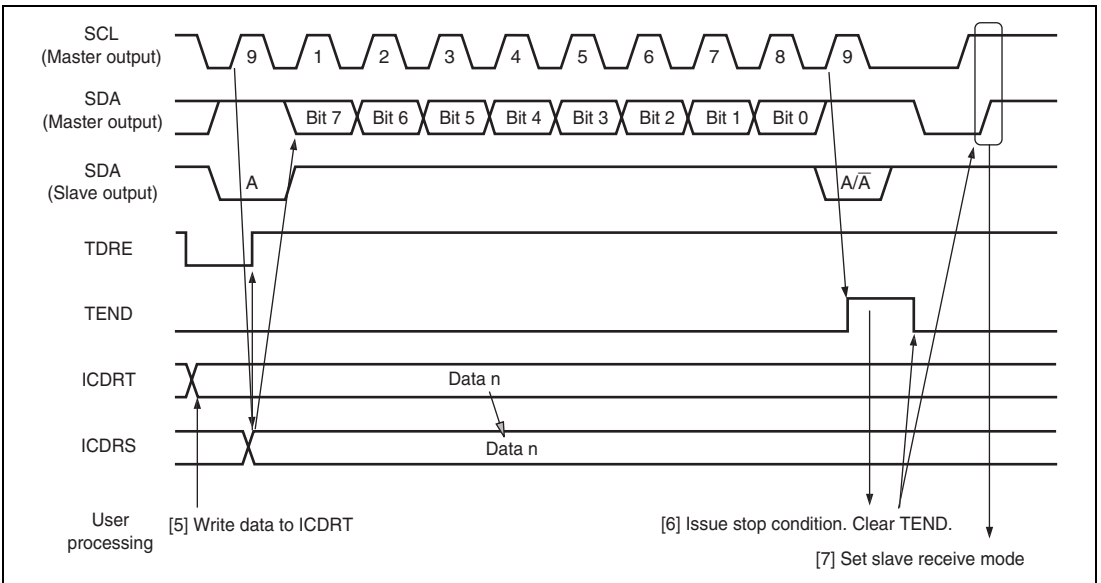 SCL
(Master output)
9 1 2 3 4 5 6 7 8 9
SDA
(Master output)
Bit 7 Bit 6 Bit 5 Bit 4 Bit 3 Bit 2 Bit 1 Bit 0
SDA
(Slave output)
A A/A̅
TDRE
TEND
ICDRT Data n
ICDRS Data n
User
processing
[5] Write data to ICDRT
[6] Issue stop condition. Clear TEND.
[7] Set slave receive mode